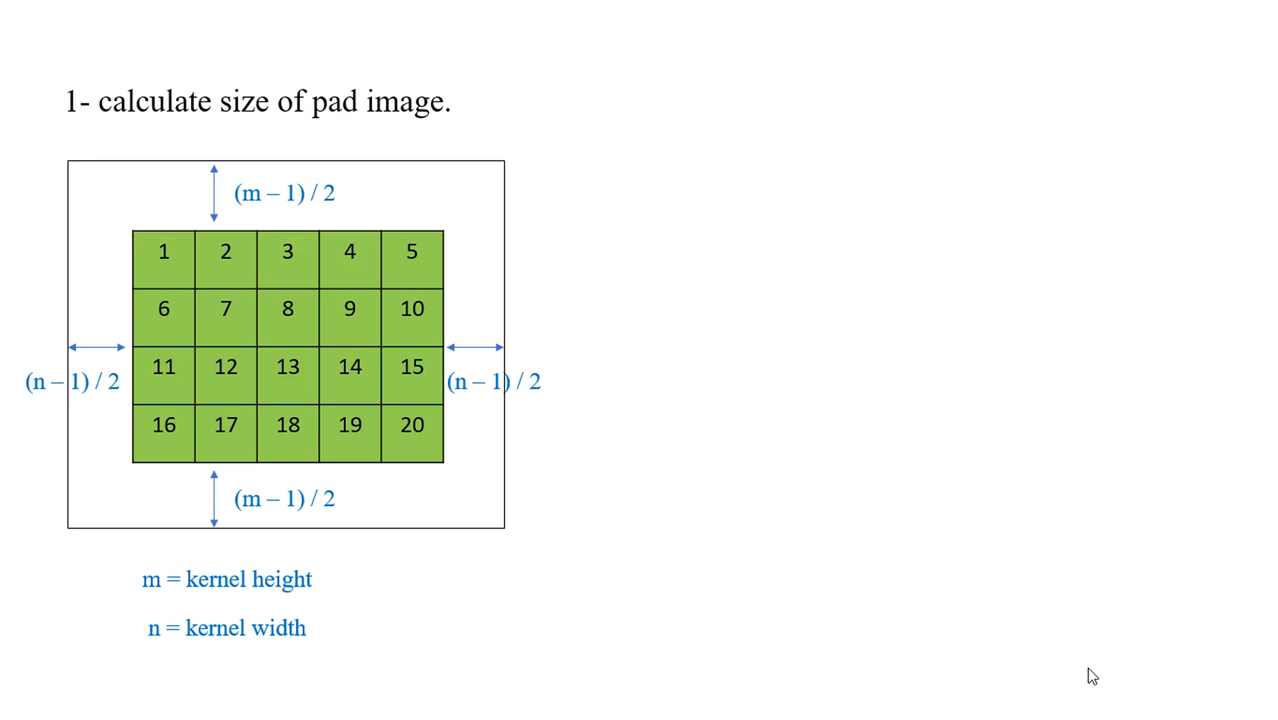 1- calculate size of pad image.
(m – 1) / 2
1 2 3 4 5
6 7 8 9 10
11 12 13 14 15
(n – 1) / 2 (n – 1) / 2
16 17 18 19 20
(m – 1) / 2
m = kernel height
n = kernel width